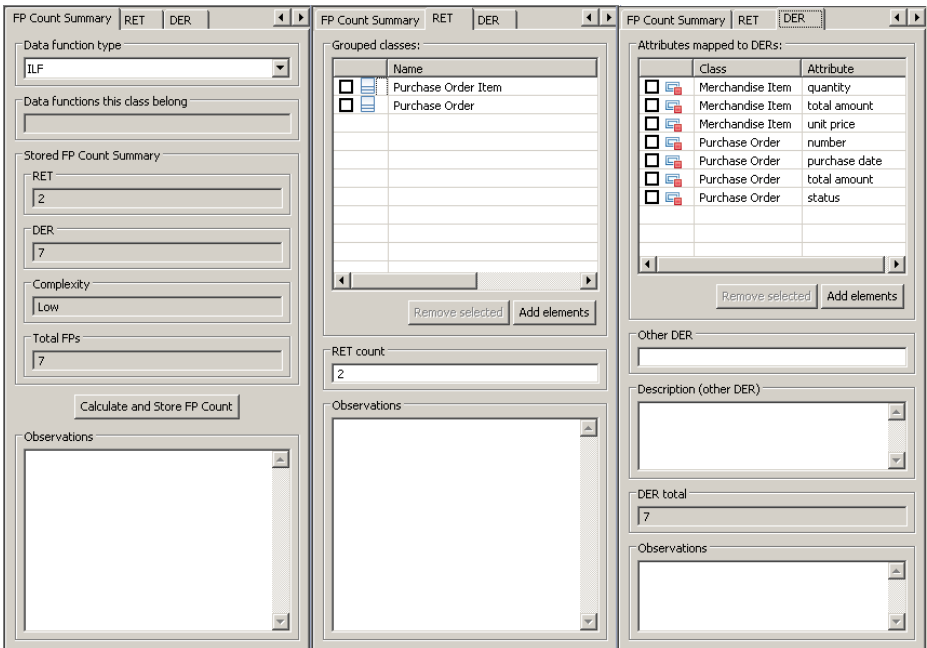 FP Count Summary RET DER
Data function type
ILF
Data functions this class belong
Stored FP Count Summary
RET
2
DER
7
Complexity
Low
Total FPs
7
Calculate and Store FP Count
Observations
FP Count Summary RET DER
Grouped classes:
Name
Purchase Order Item
Purchase Order
Remove selected Add elements
RET count
2
Observations
FP Count Summary RET DER
Attributes mapped to DERs:
Class Attribute
Merchandise Item quantity
Merchandise Item total amount
Merchandise Item unit price
Purchase Order number
Purchase Order purchase date
Purchase Order total amount
Purchase Order status
Remove selected Add elements
Other DER
Description (other DER)
DER total
7
Observations